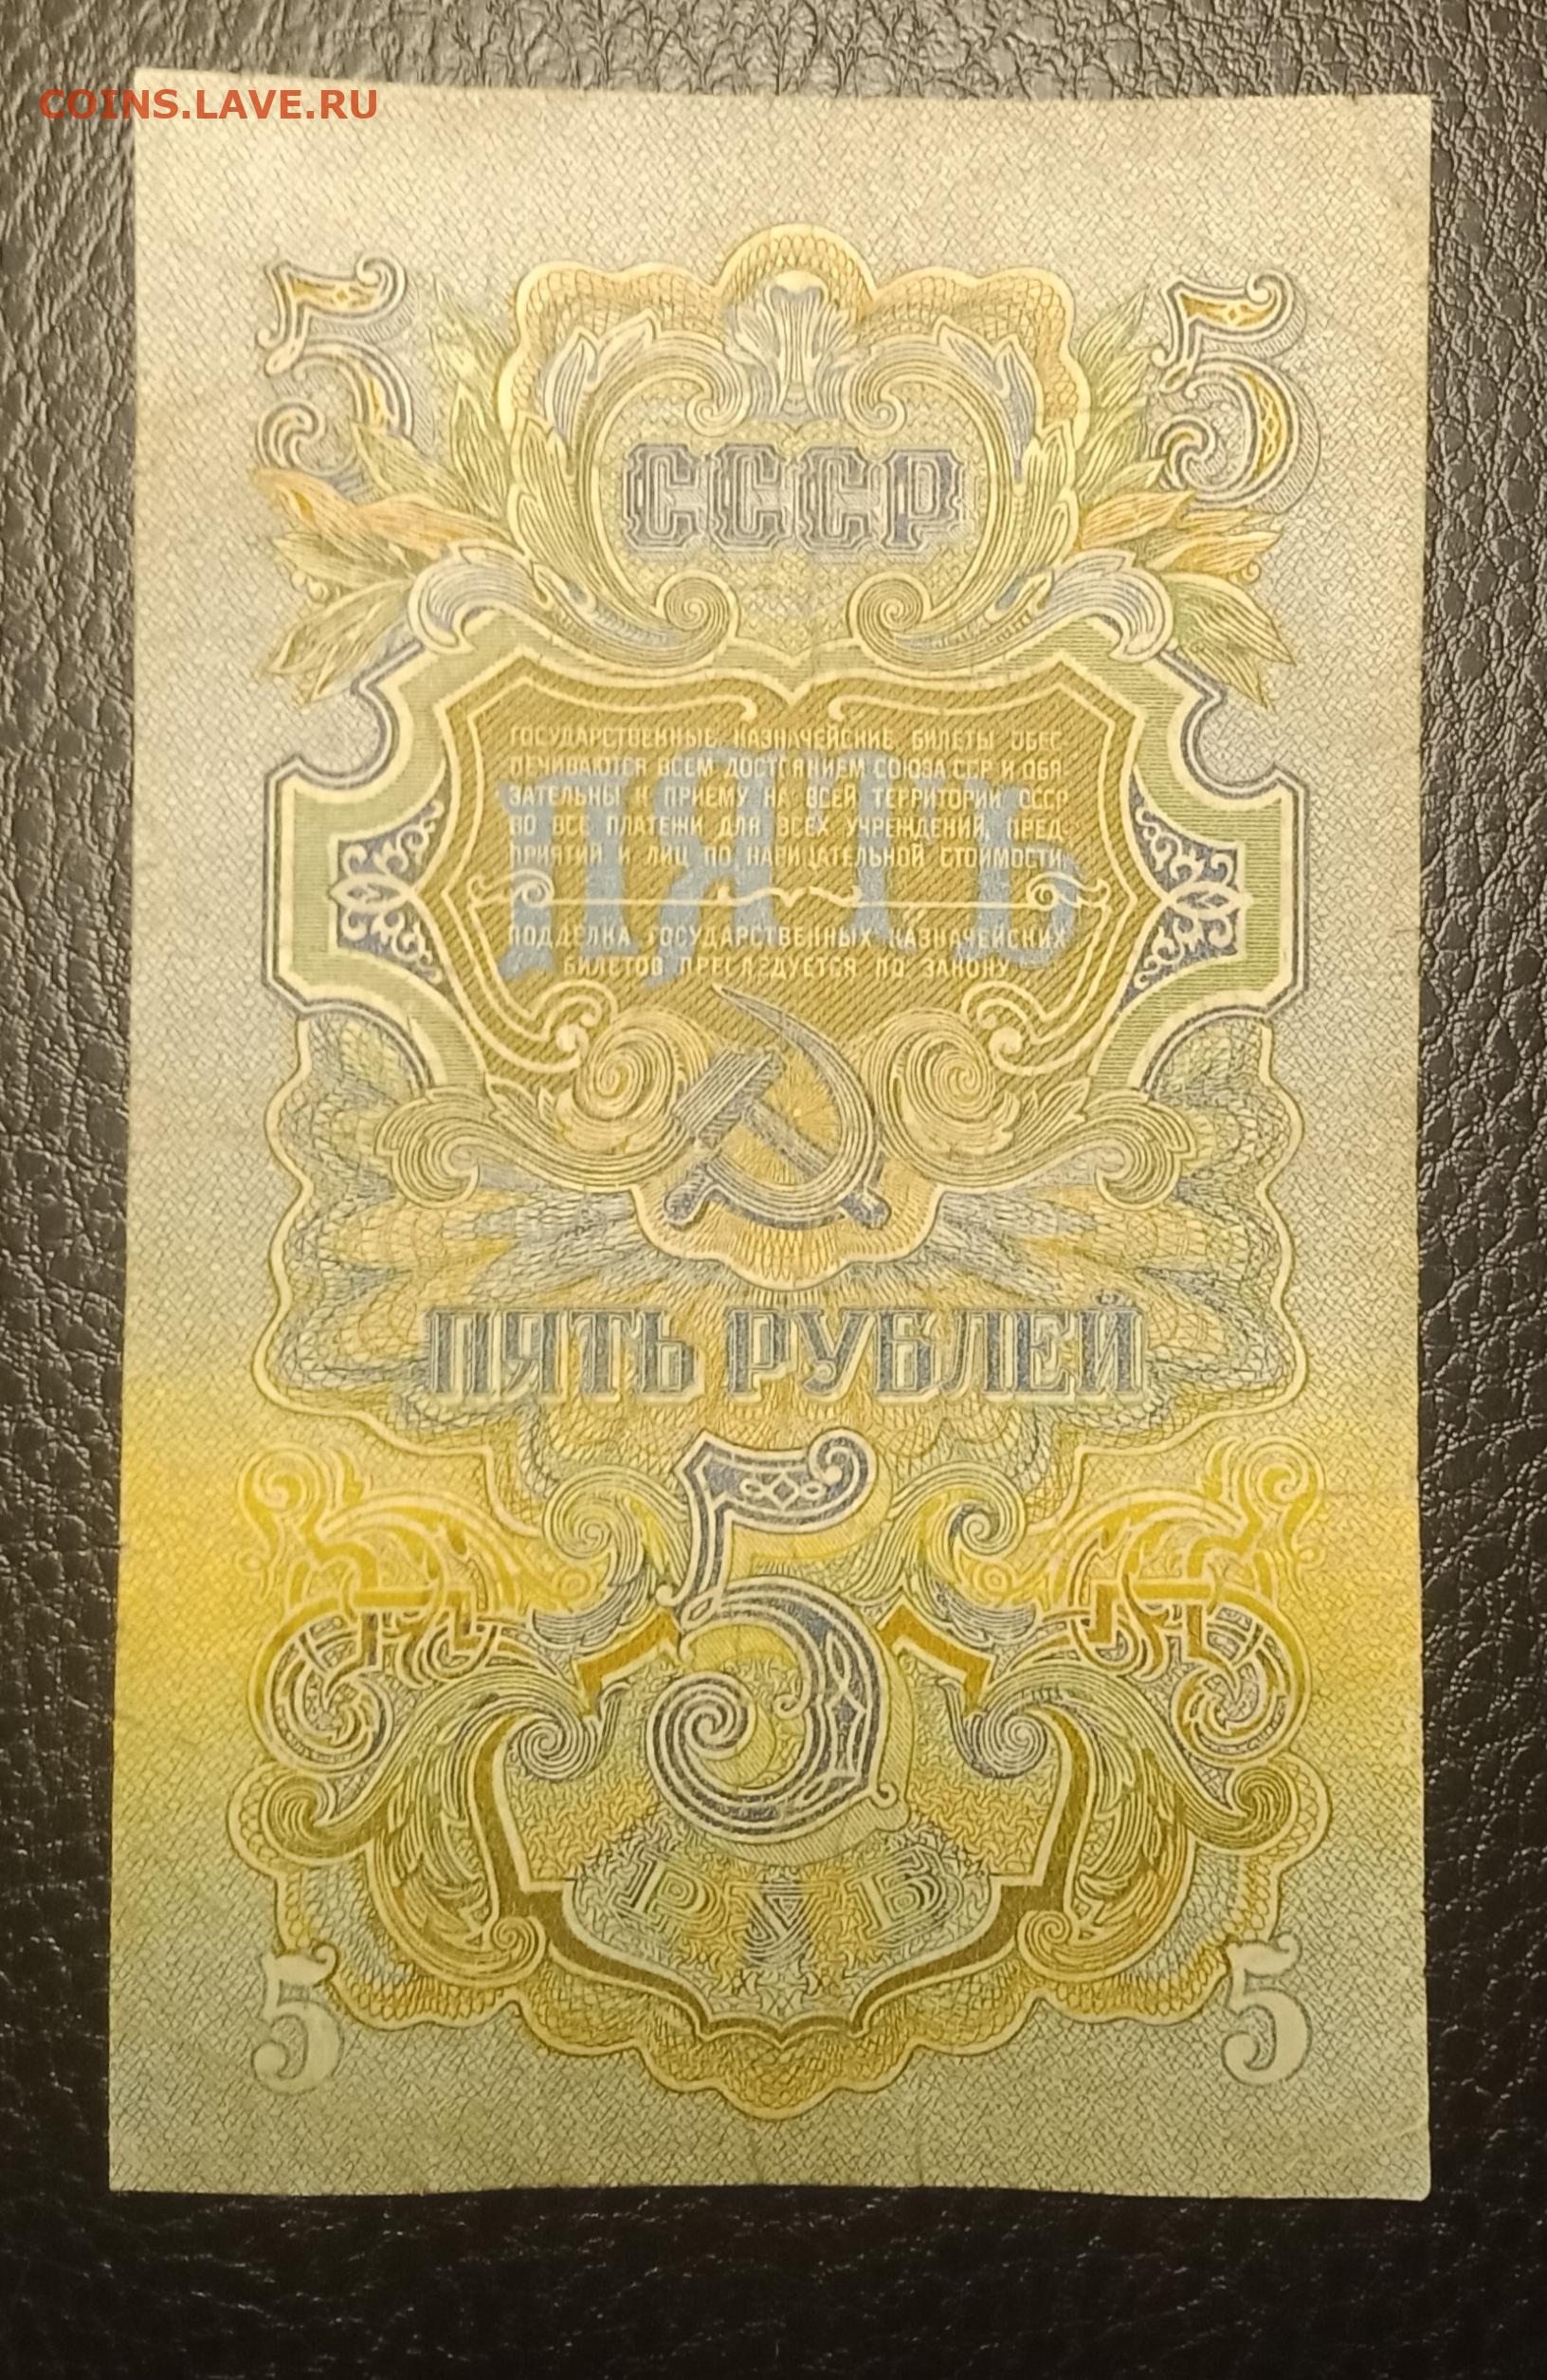 COINS.LAVE.RU
5 5
СССР
ПЯТЬ
ГОСУДАРСТВЕННЫЕ КАЗНАЧЕЙСКИЕ БИЛЕТЫ ОБЕС-
ПЕЧИВАЮТСЯ ВСЕМ ДОСТОЯНИЕМ СОЮЗА ССР И ОБЯ-
ЗАТЕЛЬНЫ К ПРИЕМУ НА ВСЕЙ ТЕРРИТОРИИ СССР
ВО ВСЕ ПЛАТЕЖИ ДЛЯ ВСЕХ УЧРЕЖДЕНИЙ, ПРЕД-
ПРИЯТИЙ И ЛИЦ ПО НАРИЦАТЕЛЬНОЙ СТОИМОСТИ.
ПОДДЕЛКА ГОСУДАРСТВЕННЫХ КАЗНАЧЕЙСКИХ
БИЛЕТОВ ПРЕСЛЕДУЕТСЯ ПО ЗАКОНУ
ПЯТЬ РУБЛЕЙ
5
РУБ
5 5